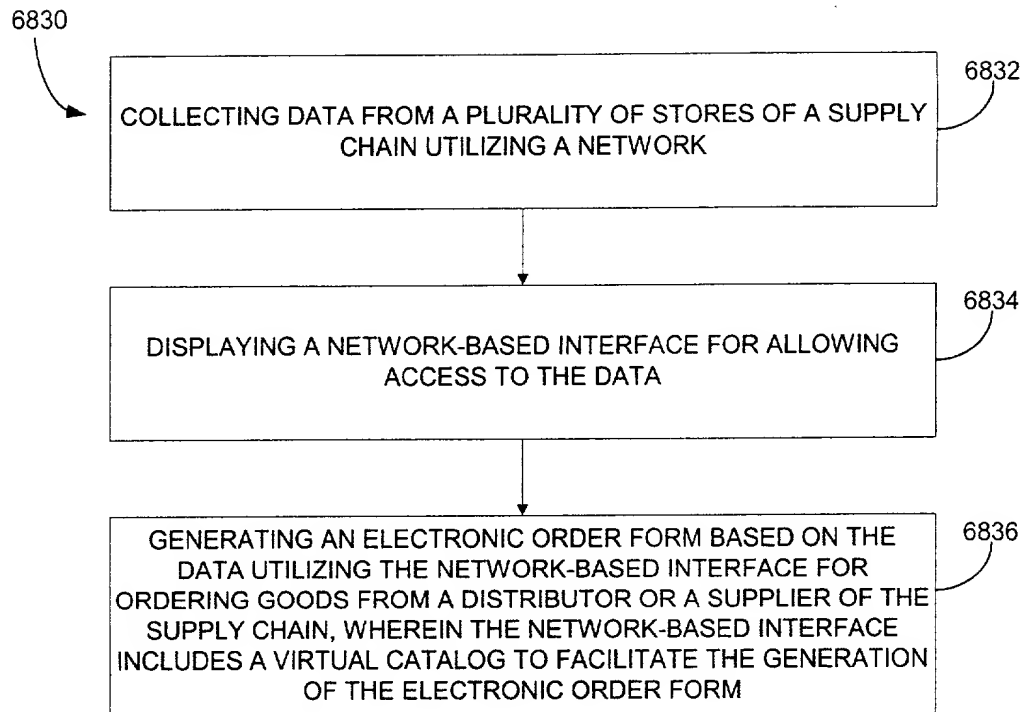 6830
6832
COLLECTING DATA FROM A PLURALITY OF STORES OF A SUPPLY
CHAIN UTILIZING A NETWORK
6834
DISPLAYING A NETWORK-BASED INTERFACE FOR ALLOWING
ACCESS TO THE DATA
6836
GENERATING AN ELECTRONIC ORDER FORM BASED ON THE
DATA UTILIZING THE NETWORK-BASED INTERFACE FOR
ORDERING GOODS FROM A DISTRIBUTOR OR A SUPPLIER OF THE
SUPPLY CHAIN, WHEREIN THE NETWORK-BASED INTERFACE
INCLUDES A VIRTUAL CATALOG TO FACILITATE THE GENERATION
OF THE ELECTRONIC ORDER FORM